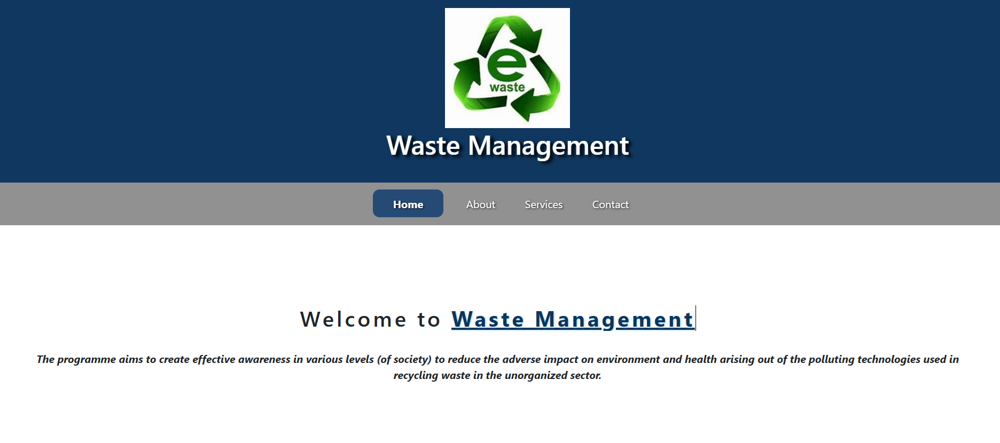 e
waste
Waste Management
Home About Services Contact
Welcome to Waste Management
The programme aims to create effective awareness in various levels (of society) to reduce the adverse impact on environment and health arising out of the polluting technologies used in
recycling waste in the unorganized sector.